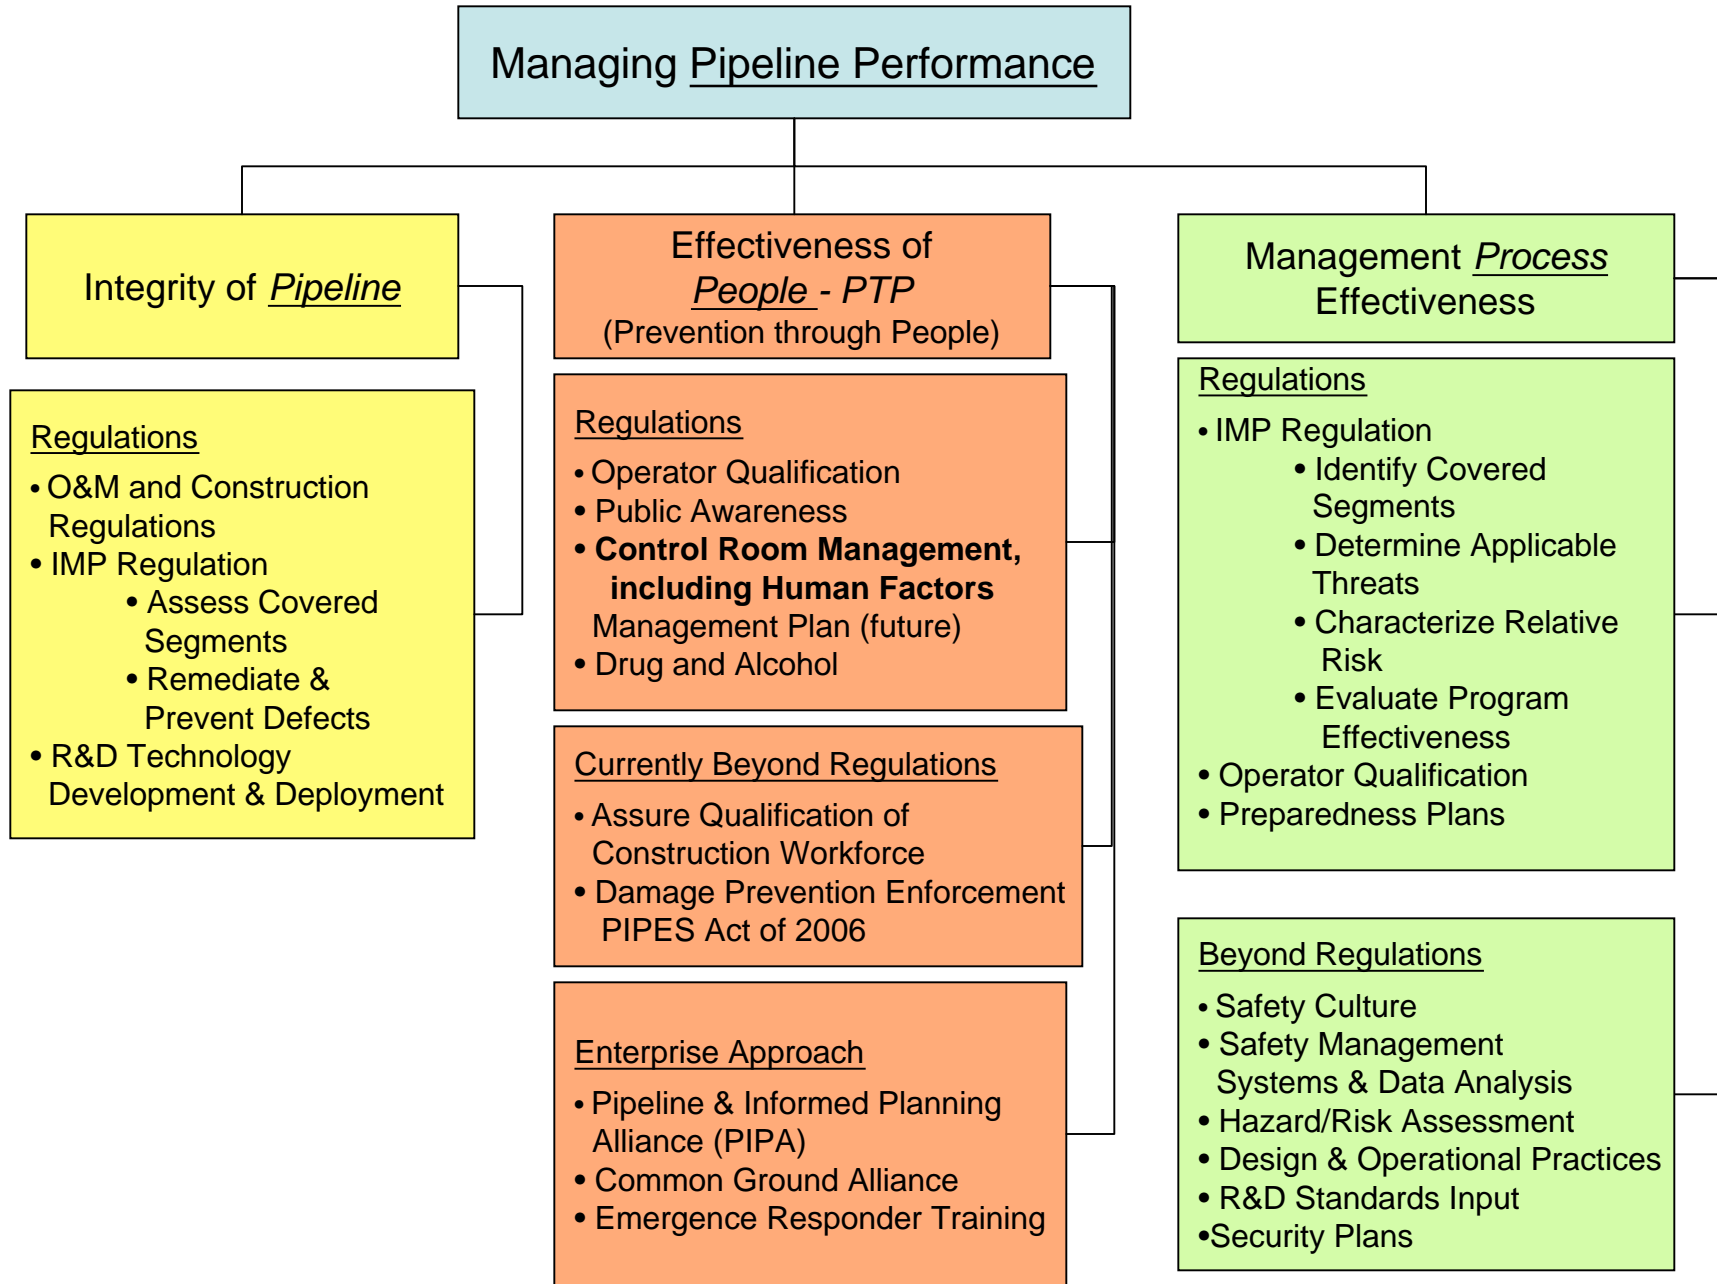 Managing Pipeline Performance
Integrity of Pipeline
Regulations
• O&M and Construction
Regulations
• IMP Regulation
• Assess Covered
Segments
• Remediate &
Prevent Defects
• R&D Technology
Development & Deployment
Effectiveness of
People - PTP
(Prevention through People)
Regulations
• Operator Qualification
• Public Awareness
• Control Room Management,
including Human Factors
Management Plan (future)
• Drug and Alcohol
Currently Beyond Regulations
• Assure Qualification of
Construction Workforce
• Damage Prevention Enforcement
PIPES Act of 2006
Enterprise Approach
• Pipeline & Informed Planning
Alliance (PIPA)
• Common Ground Alliance
• Emergence Responder Training
Management Process
Effectiveness
Regulations
• IMP Regulation
• Identify Covered
Segments
• Determine Applicable
Threats
• Characterize Relative
Risk
• Evaluate Program
Effectiveness
• Operator Qualification
• Preparedness Plans
Beyond Regulations
• Safety Culture
• Safety Management
Systems & Data Analysis
• Hazard/Risk Assessment
• Design & Operational Practices
• R&D Standards Input
•Security Plans